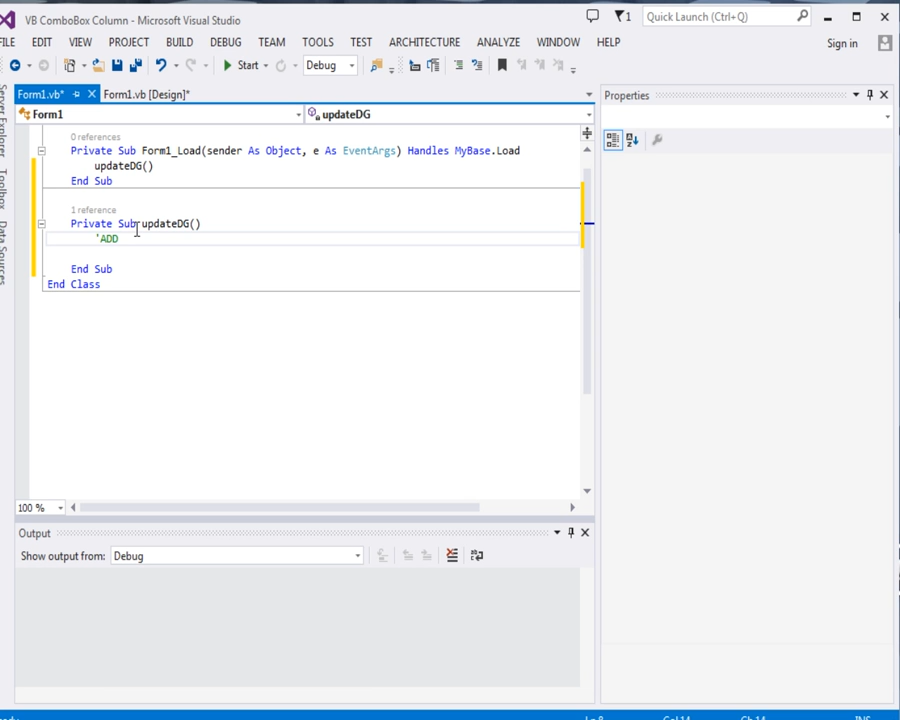 VB ComboBox Column - Microsoft Visual Studio
1
Quick Launch (Ctrl+Q)
FILE EDIT VIEW PROJECT BUILD DEBUG TEAM TOOLS TEST ARCHITECTURE ANALYZE WINDOW HELP
Sign in
Start Debug
Server Explorer
Toolbox
Data Sources
Form1.vb* Form1.vb [Design]*
Form1 updateDG
0 references
Private Sub Form1_Load(sender As Object, e As EventArgs) Handles MyBase.Load
updateDG()
End Sub
1 reference
Private Sub updateDG()
'ADD
End Sub
End Class
100 %
Properties
Output
Show output from: Debug